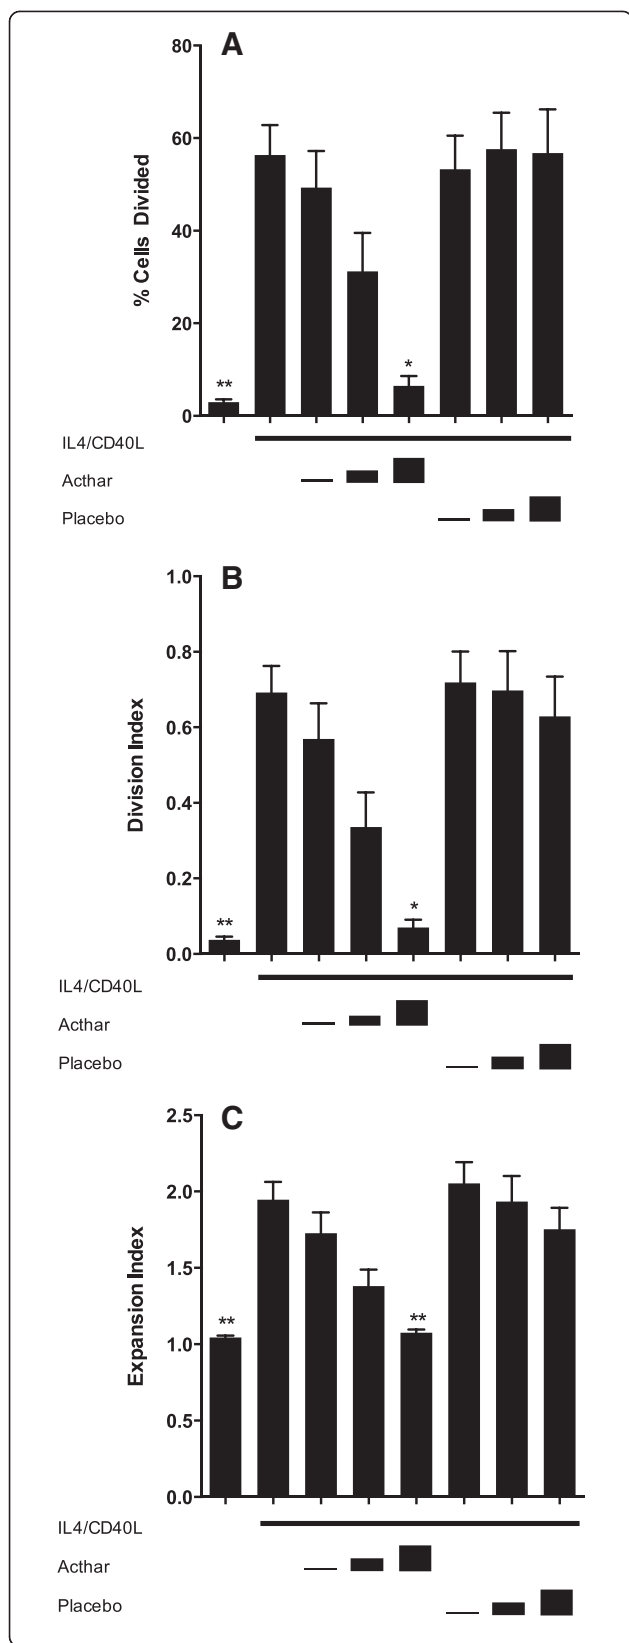 A
80
60
40
20
0
% Cells Divided
**
*
IL4/CD40L
Acthar
Placebo
B
1.0
0.8
0.6
0.4
0.2
0.0
Division Index
**
*
IL4/CD40L
Acthar
Placebo
C
2.5
2.0
1.5
1.0
0.5
0.0
Expansion Index
**
**
IL4/CD40L
Acthar
Placebo